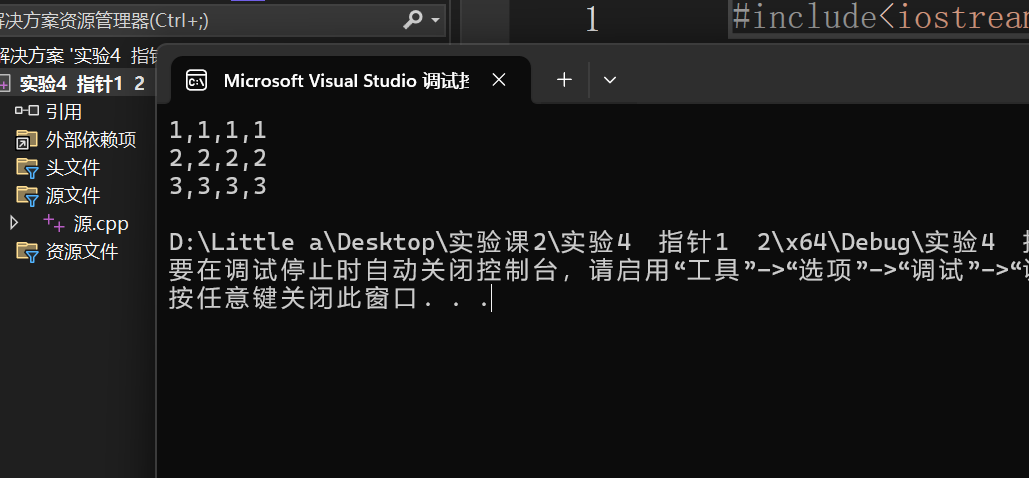 解决方案资源管理器(Ctrl+;)
解决方案 '实验4 指针
实验4 指针1 2
引用
外部依赖项
头文件
源文件
源.cpp
资源文件
1
#include<iostream
Microsoft Visual Studio 调试控
1,1,1,1
2,2,2,2
3,3,3,3
D:\Little a\Desktop\实验课2\实验4 指针1 2\x64\Debug\实验4
要在调试停止时自动关闭控制台，请启用“工具”->“选项”->“调试”->“
按任意键关闭此窗口. . .